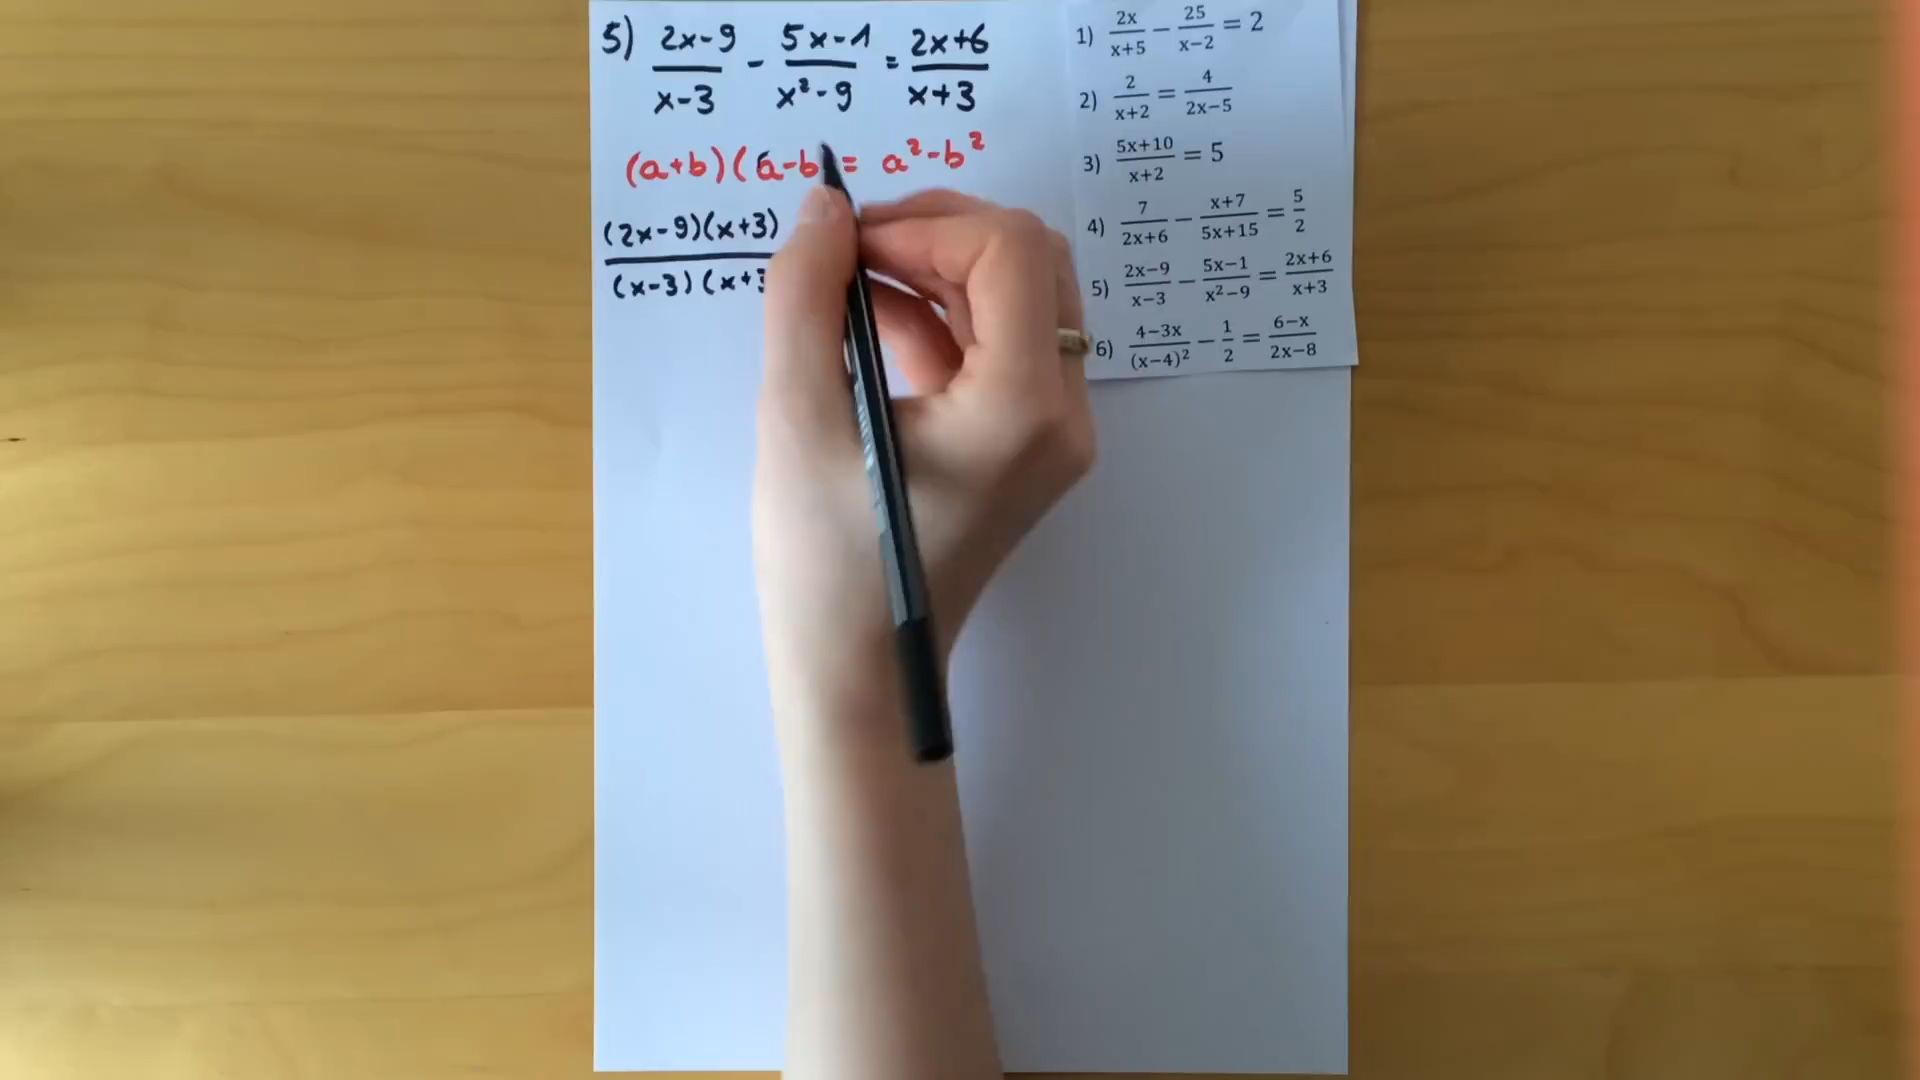 5) (2x-9)/(x-3) - (5x-1)/(x²-9) = (2x+6)/(x+3)
(a+b)(a-b = a²-b²
(2x-9)(x+3)
(x-3)(x+3
1) 2x/(x+5) − 25/(x−2) = 2
2) 2/(x+2) = 4/(2x−5)
3) (5x+10)/(x+2) = 5
4) 7/(2x+6) − (x+7)/(5x+15) = 5/2
5) (2x−9)/(x−3) − (5x−1)/(x²−9) = (2x+6)/(x+3)
6) (4−3x)/(x−4)² − 1/2 = (6−x)/(2x−8)